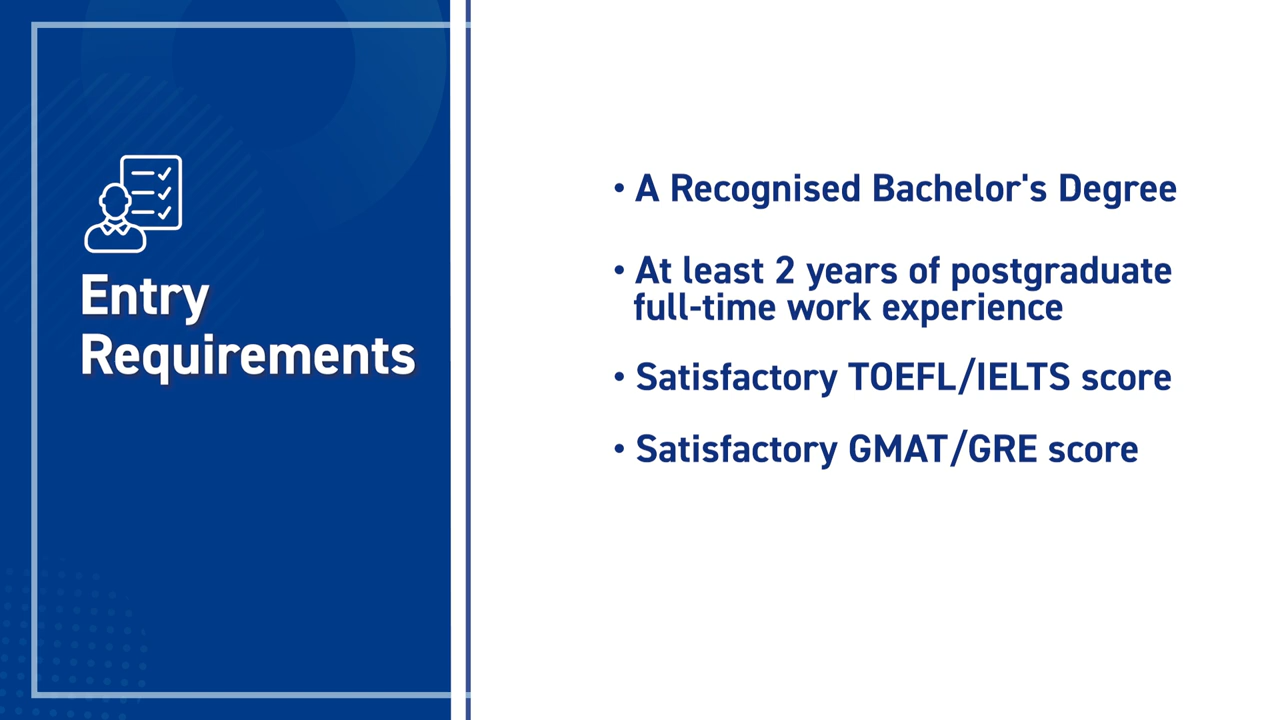 Entry
Requirements
• A Recognised Bachelor's Degree
• At least 2 years of postgraduate
full-time work experience
• Satisfactory TOEFL/IELTS score
• Satisfactory GMAT/GRE score